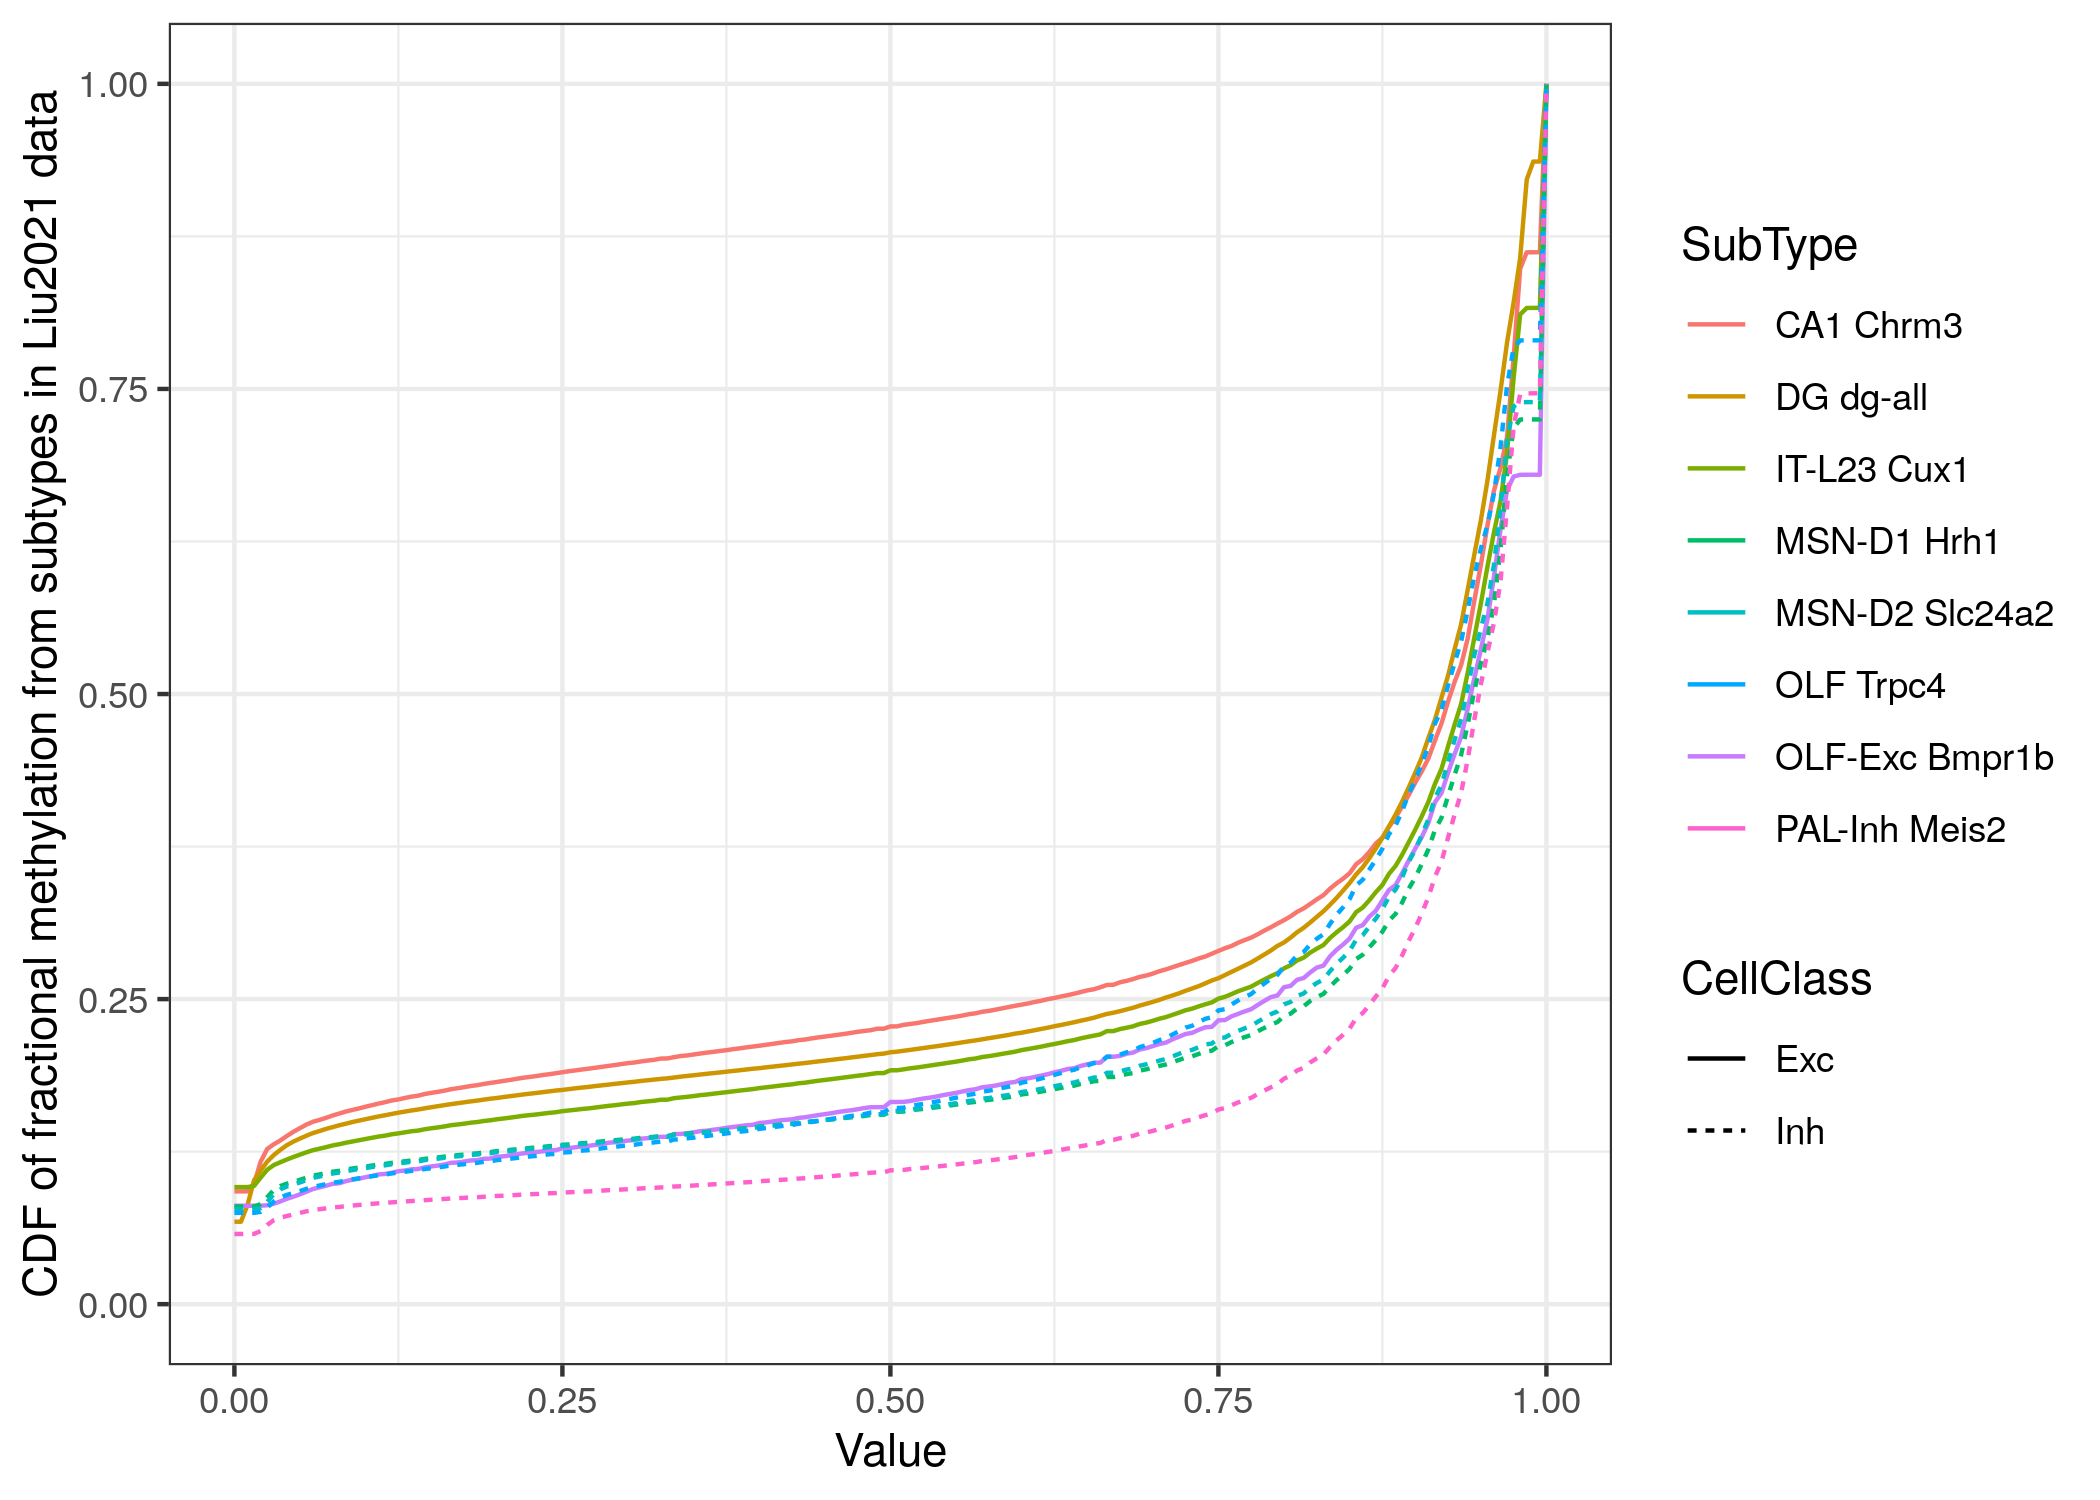 CDF of fractional methylation from subtypes in Liu2021 data
1.00
0.75
0.50
0.25
0.00
0.00 0.25 0.50 0.75 1.00
Value
SubType
CA1 Chrm3
DG dg-all
IT-L23 Cux1
MSN-D1 Hrh1
MSN-D2 Slc24a2
OLF Trpc4
OLF-Exc Bmpr1b
PAL-Inh Meis2
CellClass
Exc
Inh